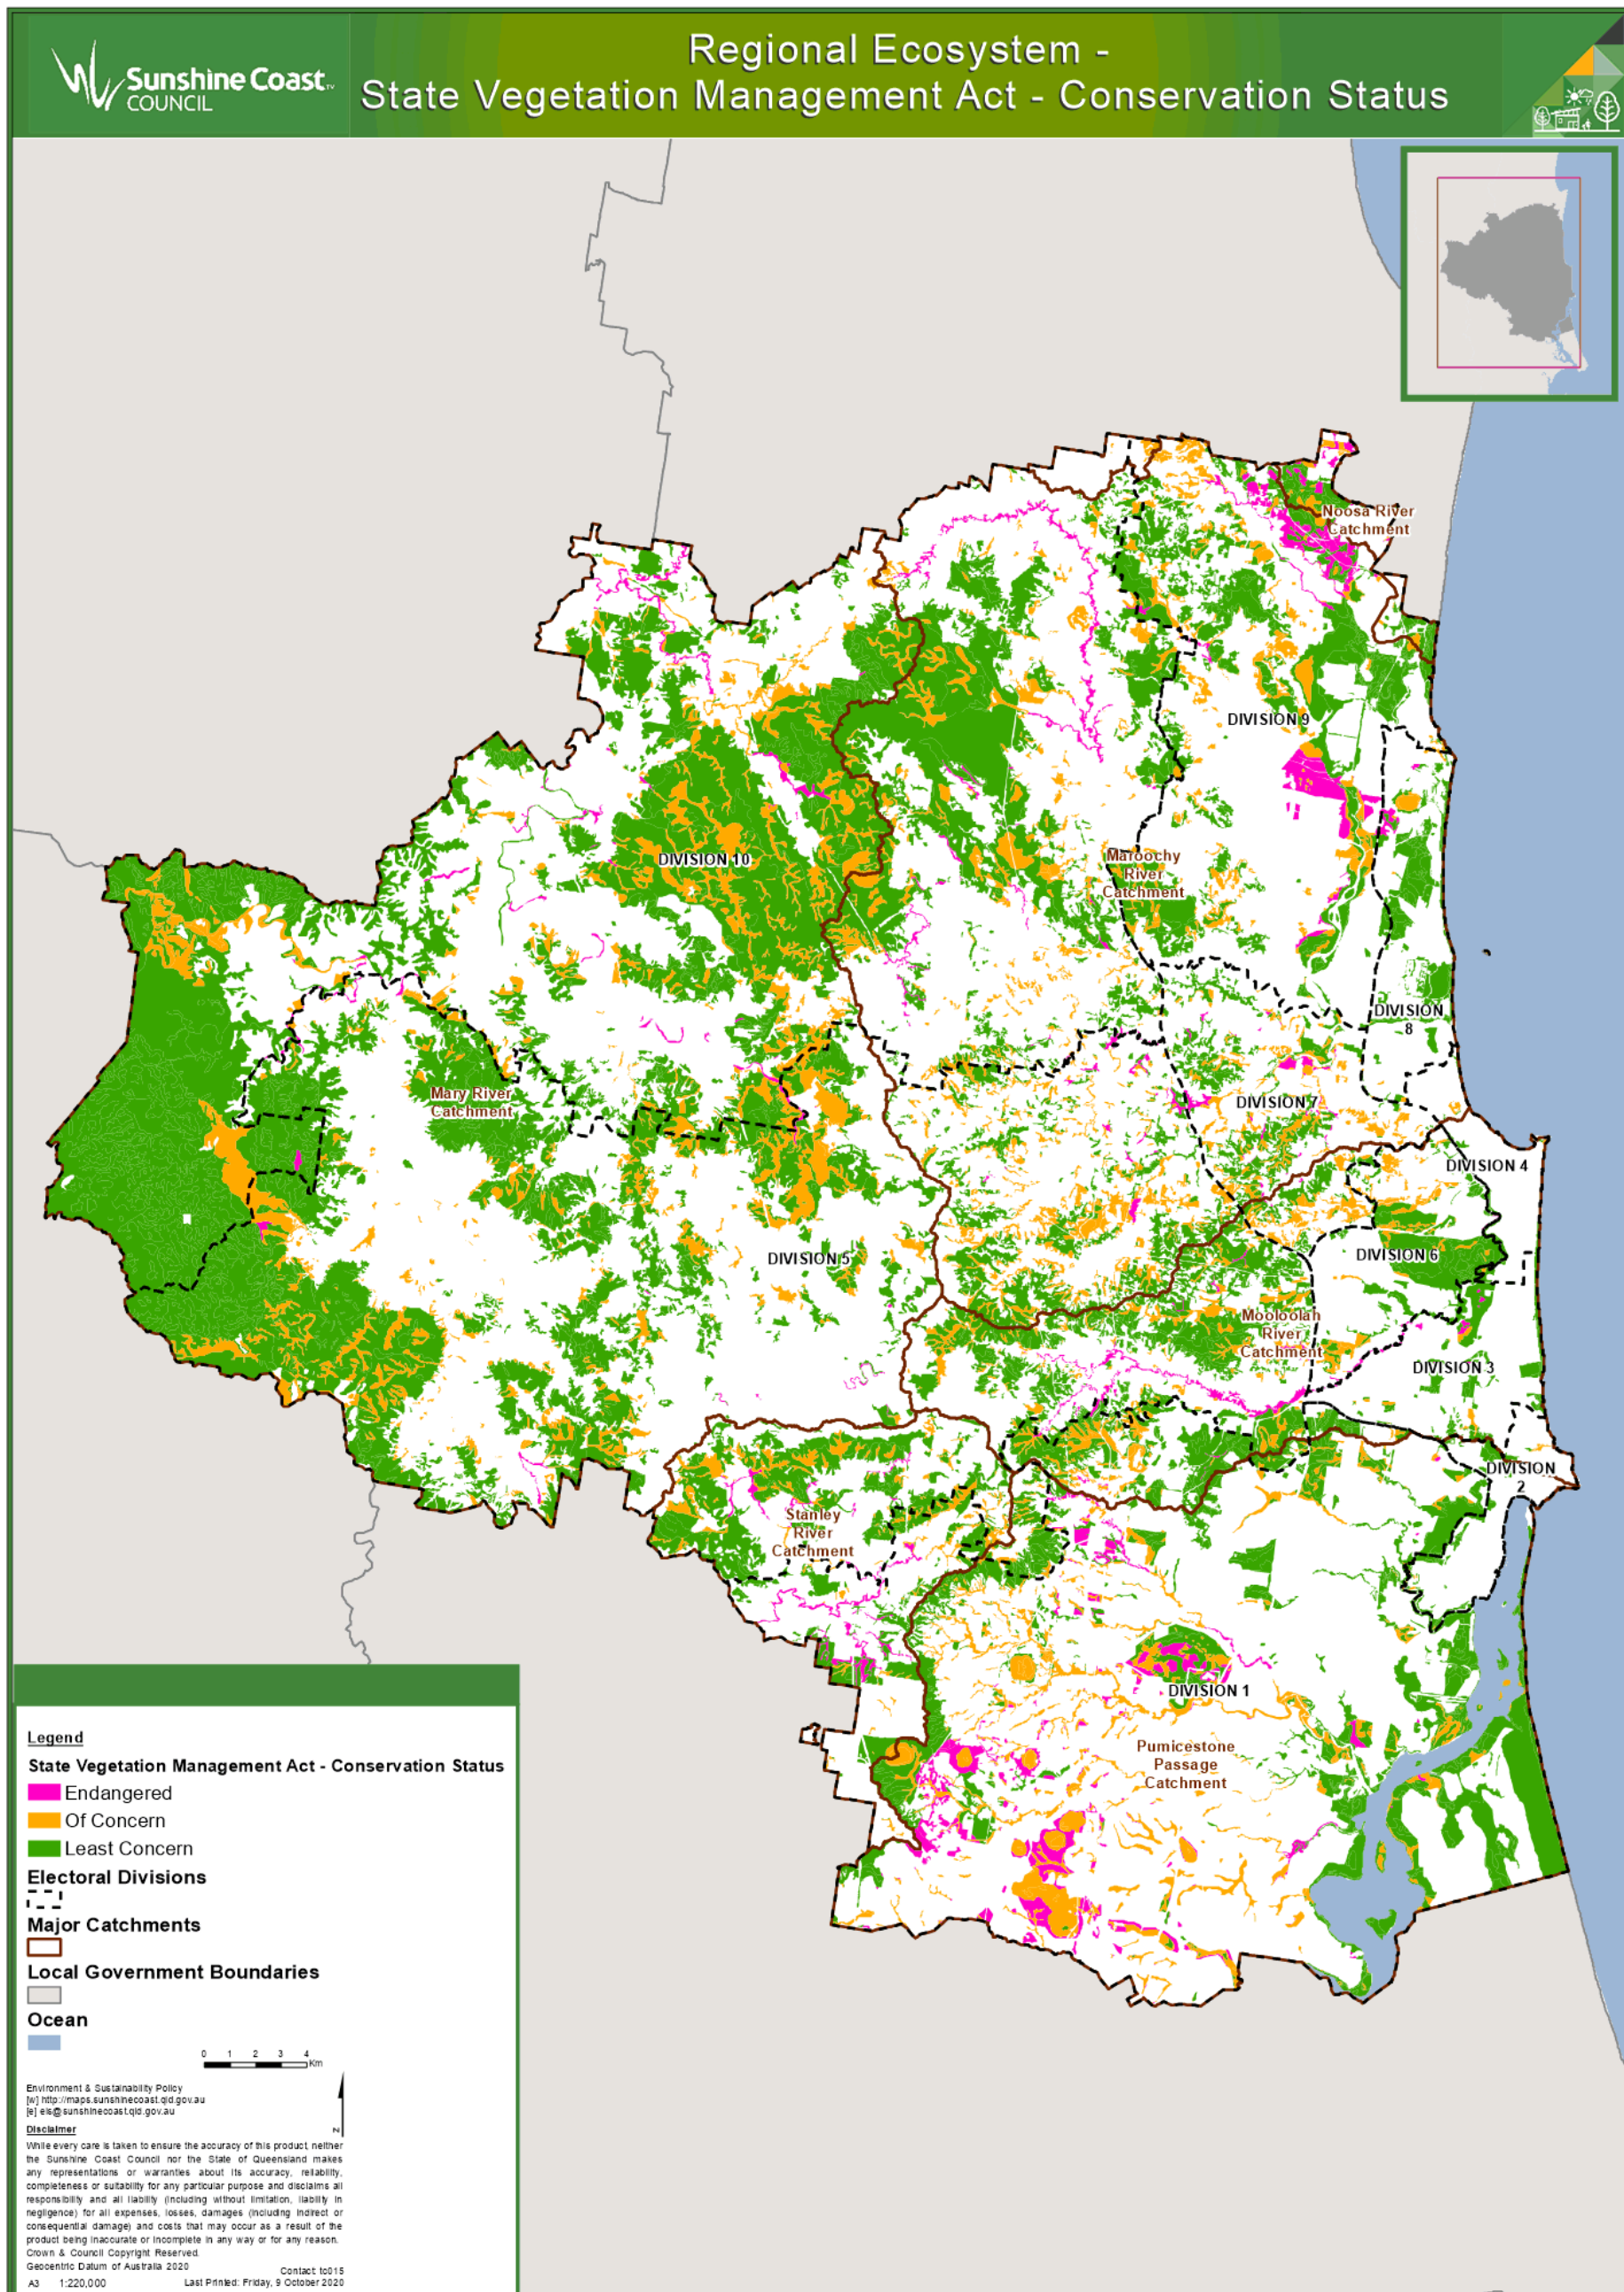 Sunshine Coast™
COUNCIL
Regional Ecosystem -
State Vegetation Management Act - Conservation Status
Noosa River
Catchment
DIVISION 9
DIVISION 10
Maroochy
River
Catchment
DIVISION
8
Mary River
Catchment
DIVISION 7
DIVISION 4
DIVISION 5
DIVISION 6
Mooloolah
River
Catchment
DIVISION 3
DIVISION
2
Stanley
River
Catchment
DIVISION 1
Pumicestone
Passage
Catchment
Legend
State Vegetation Management Act - Conservation Status
Endangered
Of Concern
Least Concern
Electoral Divisions
Major Catchments
Local Government Boundaries
Ocean
0 1 2 3 4
Km
Environment & Sustainability Policy
[w] http://maps.sunshinecoast.qld.gov.au
[e] eis@sunshinecoast.qld.gov.au
N
Disclaimer
While every care is taken to ensure the accuracy of this product, neither
the Sunshine Coast Council nor the State of Queensland makes
any representations or warranties about its accuracy, reliability,
completeness or suitability for any particular purpose and disclaims all
responsibility and all liability (including without limitation, liability in
negligence) for all expenses, losses, damages (including indirect or
consequential damage) and costs that may occur as a result of the
product being inaccurate or incomplete in any way or for any reason.
Crown & Council Copyright Reserved.
Geocentric Datum of Australia 2020
Contact: tc015
A3 1:220,000 Last Printed: Friday, 9 October 2020